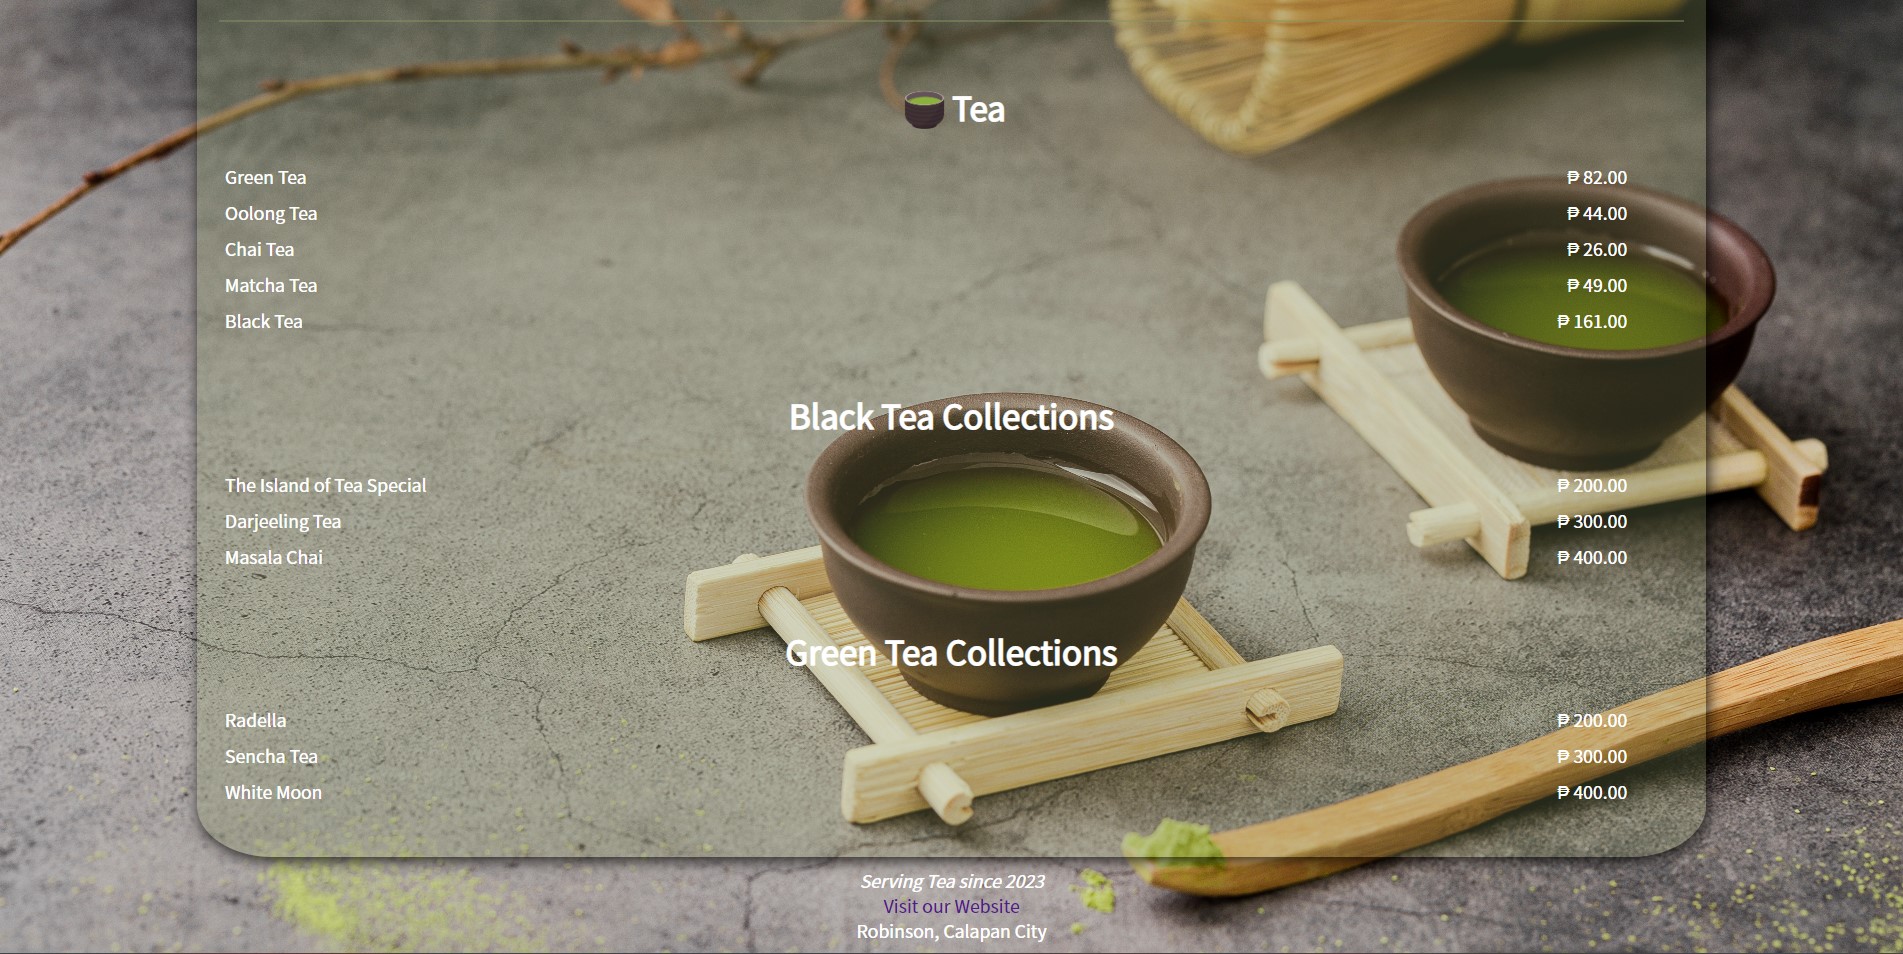 Tea
Green Tea ₱ 82.00
Oolong Tea ₱ 44.00
Chai Tea ₱ 26.00
Matcha Tea ₱ 49.00
Black Tea ₱ 161.00
Black Tea Collections
The Island of Tea Special ₱ 200.00
Darjeeling Tea ₱ 300.00
Masala Chai ₱ 400.00
Green Tea Collections
Radella ₱ 200.00
Sencha Tea ₱ 300.00
White Moon ₱ 400.00
Serving Tea since 2023
Visit our Website
Robinson, Calapan City